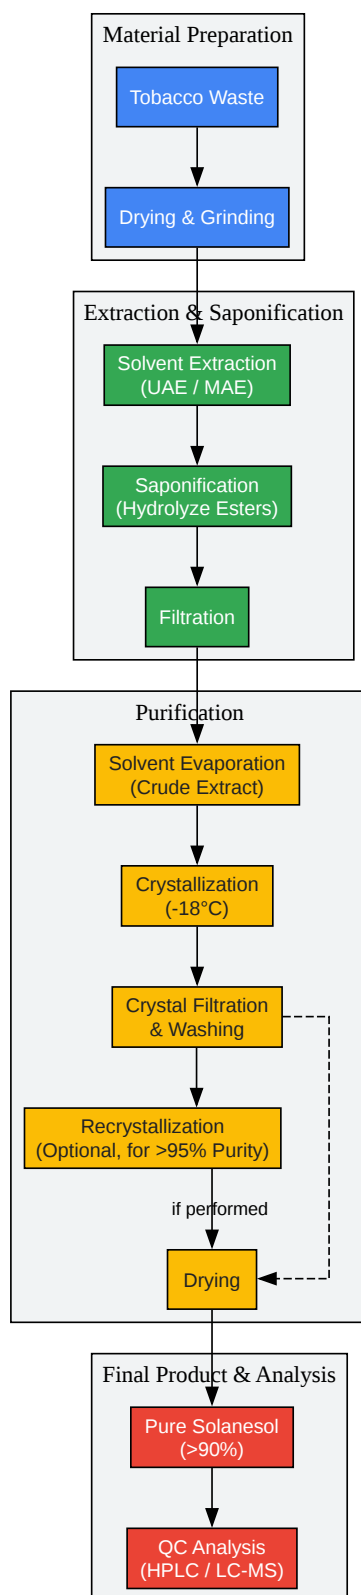 Material Preparation
Tobacco Waste
Drying & Grinding
Extraction & Saponification
Solvent Extraction
(UAE / MAE)
Saponification
(Hydrolyze Esters)
Filtration
Purification
Solvent Evaporation
(Crude Extract)
Crystallization
(-18°C)
Crystal Filtration
& Washing
Recrystallization
(Optional, for >95% Purity)
if performed
Drying
Final Product & Analysis
Pure Solanesol
(>90%)
QC Analysis
(HPLC / LC-MS)